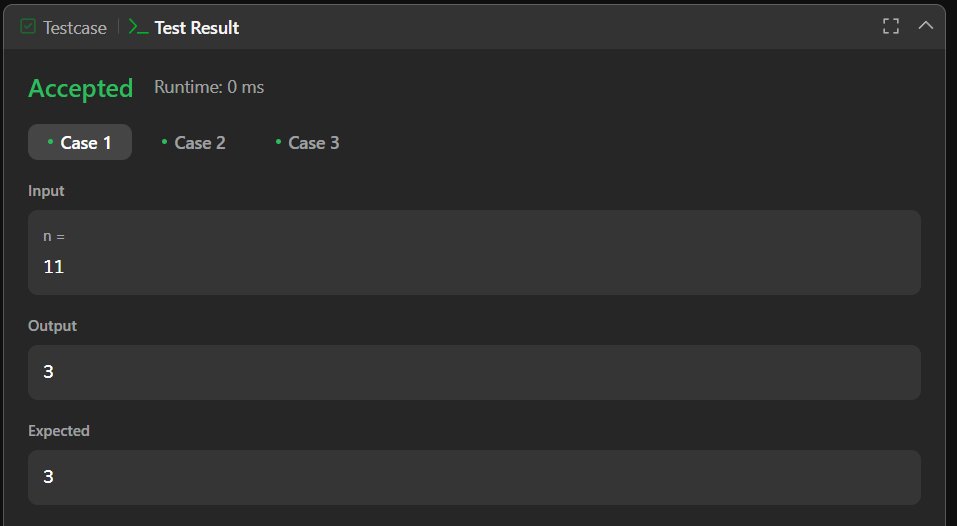 Testcase | >_ Test Result
Accepted Runtime: 0 ms
• Case 1 • Case 2 • Case 3
Input
n =
11
Output
3
Expected
3